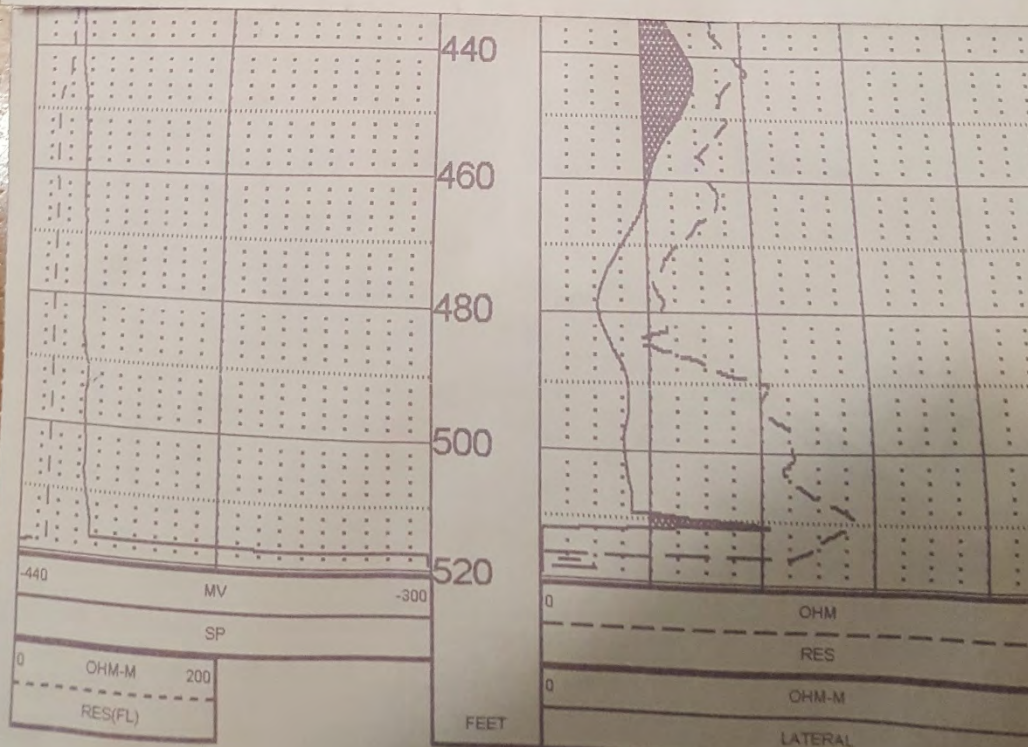 440
460
480
500
520
-440 MV -300
SP
0 OHM-M 200
RES(FL)
FEET
0 OHM
RES
0 OHM-M
LATERAL